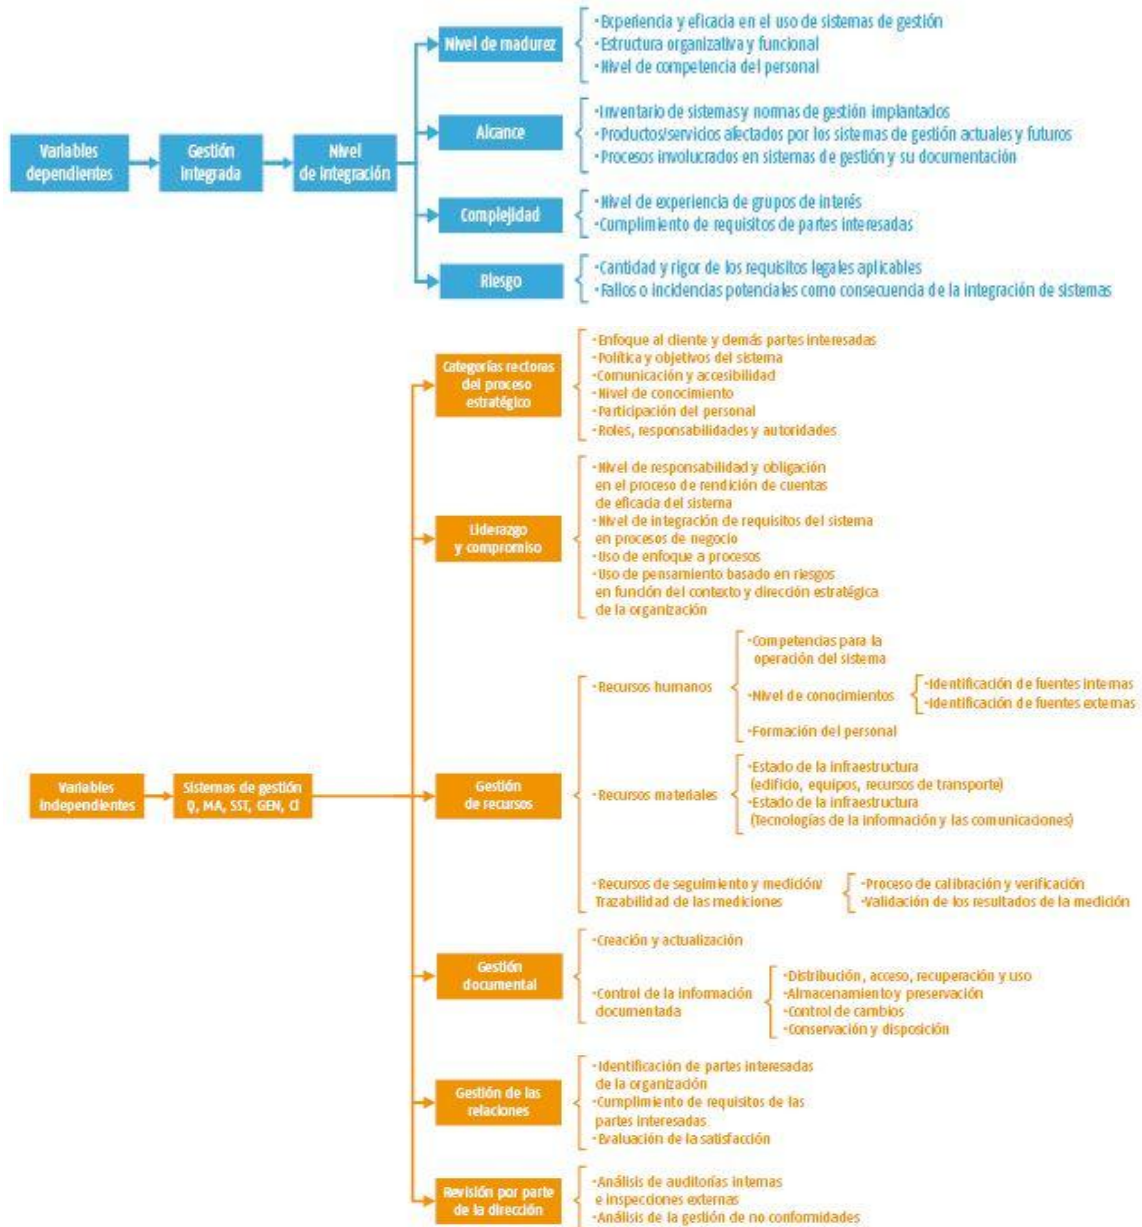 Nivel de madurez
-Experiencia y eficacia en el uso de sistemas de gestión
-Estructura organizativa y funcional
-Nivel de competencia del personal
Variables
dependientes
Gestión
integrada
Nivel
de integración
Alcance
-Inventario de sistemas y normas de gestión implantados
-Productos/servicios afectados por los sistemas de gestión actuales y futuros
-Procesos involucrados en sistemas de gestión y su documentación
Complejidad
-Nivel de experiencia de grupos de interés
-Cumplimiento de requisitos de partes interesadas
Riesgo
-Cantidad y rigor de los requisitos legales aplicables
-Fallos o incidencias potenciales como consecuencia de la integración de sistemas
Variables
independientes
Sistemas de gestión
Q, MA, SST, GEN, CI
Categorías rectoras
del proceso
estratégico
-Enfoque al cliente y demás partes interesadas
-Política y objetivos del sistema
-Comunicación y accesibilidad
-Nivel de conocimiento
-Participación del personal
-Roles, responsabilidades y autoridades
Liderazgo
y compromiso
-Nivel de responsabilidad y obligación
en el proceso de rendición de cuentas
de eficacia del sistema
-Nivel de integración de requisitos del sistema
en procesos de negocio
-Uso de enfoque a procesos
-Uso de pensamiento basado en riesgos
en función del contexto y dirección estratégica
de la organización
Gestión
de recursos
-Recursos humanos
-Competencias para la
operación del sistema
-Nivel de conocimientos
-Identificación de fuentes internas
-Identificación de fuentes externas
-Formación del personal
-Recursos materiales
-Estado de la infraestructura
(edificio, equipos, recursos de transporte)
-Estado de la infraestructura
(Tecnologías de la información y las comunicaciones)
-Recursos de seguimiento y medición/
Trazabilidad de las mediciones
-Proceso de calibración y verificación
-Validación de los resultados de la medición
Gestión
documental
-Creación y actualización
-Control de la información
documentada
-Distribución, acceso, recuperación y uso
-Almacenamiento y preservación
-Control de cambios
-Conservación y disposición
Gestión de las
relaciones
-Identificación de partes interesadas
de la organización
-Cumplimiento de requisitos de las
partes interesadas.
-Evaluación de la satisfacción
Revisión por parte
de la dirección
-Análisis de auditorías internas
e inspecciones externas
-Análisis de la gestión de no conformidades